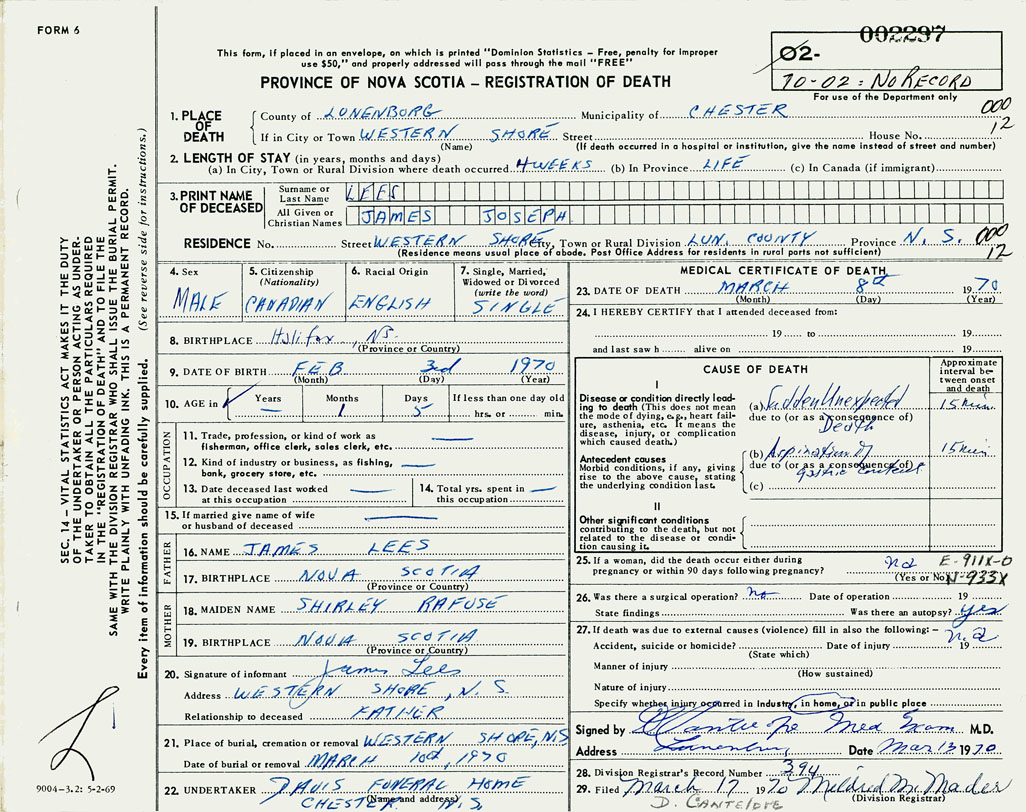 FORM 6
002297
This form, if placed in an envelope, on which is printed "Dominion Statistics – Free, penalty for improper
use $50," and properly addressed will pass through the mail "FREE"
PROVINCE OF NOVA SCOTIA – REGISTRATION OF DEATH
02-
70-02 = NO RECORD
For use of the Department only
1. PLACE OF DEATH
County of LUNENBORG Municipality of CHESTER 000
If in City or Town WESTERN SHORE Street House No. 12
(Name) (If death occurred in a hospital or institution, give the name instead of street and number)
2. LENGTH OF STAY (in years, months and days)
(a) In City, Town or Rural Division where death occurred 4 WEEKS (b) In Province LIFE (c) In Canada (if immigrant)
3. PRINT NAME OF DECEASED
Surname or Last Name LEES
All Given or Christian Names JAMES JOSEPH
RESIDENCE No. Street WESTERN SHORE City, Town or Rural Division LUN. COUNTY Province N. S. 000
(Residence means usual place of abode. Post Office Address for residents in rural parts not sufficient) 12
4. Sex
MALE
5. Citizenship
(Nationality)
CANADIAN
6. Racial Origin
ENGLISH
7. Single, Married, Widowed or Divorced
(write the word)
SINGLE
8. BIRTHPLACE Halifax, NS.
(Province or Country)
9. DATE OF BIRTH FEB 3rd 1970
(Month) (Day) (Year)
10. AGE in Years Months Days If less than one day old
1 5 hrs. or min.
OCCUPATION
11. Trade, profession, or kind of work as
fisherman, office clerk, sales clerk, etc.
12. Kind of industry or business, as fishing,
bank, grocery store, etc.
13. Date deceased last worked
at this occupation
14. Total yrs. spent in
this occupation
15. If married give name of wife
or husband of deceased
FATHER
16. NAME JAMES LEES
17. BIRTHPLACE NOVA SCOTIA
(Province or Country)
MOTHER
18. MAIDEN NAME SHIRLEY RAFUSE
19. BIRTHPLACE NOVA SCOTIA
(Province or Country)
20. Signature of informant James Lees
Address WESTERN SHORE, N. S.
Relationship to deceased FATHER
21. Place of burial, cremation or removal WESTERN SHORE, NS
Date of burial or removal MARCH 10th, 1970
22. UNDERTAKER DAVIS FUNERAL HOME
(Name and address)
CHESTER N.S.
MEDICAL CERTIFICATE OF DEATH
23. DATE OF DEATH MARCH 8th 1970
(Month) (Day) (Year)
24. I HEREBY CERTIFY that I attended deceased from:
19 to 19
and last saw h alive on 19
CAUSE OF DEATH
Approximate interval between onset and death
I
Disease or condition directly leading to death (This does not
mean the mode of dying, e.g., heart failure, asthenia, etc. It means the
disease, injury, or complication
which caused death.)
(a) Sudden Unexpected 15 min
due to (or as a consequence of)
Death
Antecedent causes
Morbid conditions, if any, giving
rise to the above cause, stating
the underlying condition last.
(b) Aspiration of 15 min
due to (or as a consequence of)
gastric content
(c)
II
Other significant conditions
contributing to the death, but not
related to the disease or condition
causing it.
25. If a woman, did the death occur either during
pregnancy or within 90 days following pregnancy? na
(Yes or No)
E-911X-0
N-933X
26. Was there a surgical operation? no Date of operation 19
State findings Was there an autopsy? yes
27. If death was due to external causes (violence) fill in also the following:– n.a
Accident, suicide or homicide? Date of injury 19
(State which)
Manner of injury
(How sustained)
Nature of injury
Specify whether injury occurred in Industry, in home, or in public place
Signed by Med Exam M.D.
Address Lunenburg Date Mar 13 1970
28. Division Registrar's Record Number 394
29. Filed March 17 1970 Mildred M. Mader
(Division Registrar)
D. CANTELOPE
SEC. 14 – VITAL STATISTICS ACT MAKES IT THE DUTY
OF THE UNDERTAKER OR PERSON ACTING AS UNDER-
TAKER TO OBTAIN ALL THE PARTICULARS REQUIRED
IN THE "REGISTRATION OF DEATH" AND TO FILE THE
SAME WITH THE DIVISION REGISTRAR WHO SHALL ISSUE THE BURIAL PERMIT.
WRITE PLAINLY WITH UNFADING INK. THIS IS A PERMANENT RECORD.
Every item of information should be carefully supplied. (See reverse side for instructions.)
9004–3.2: 5-2-69